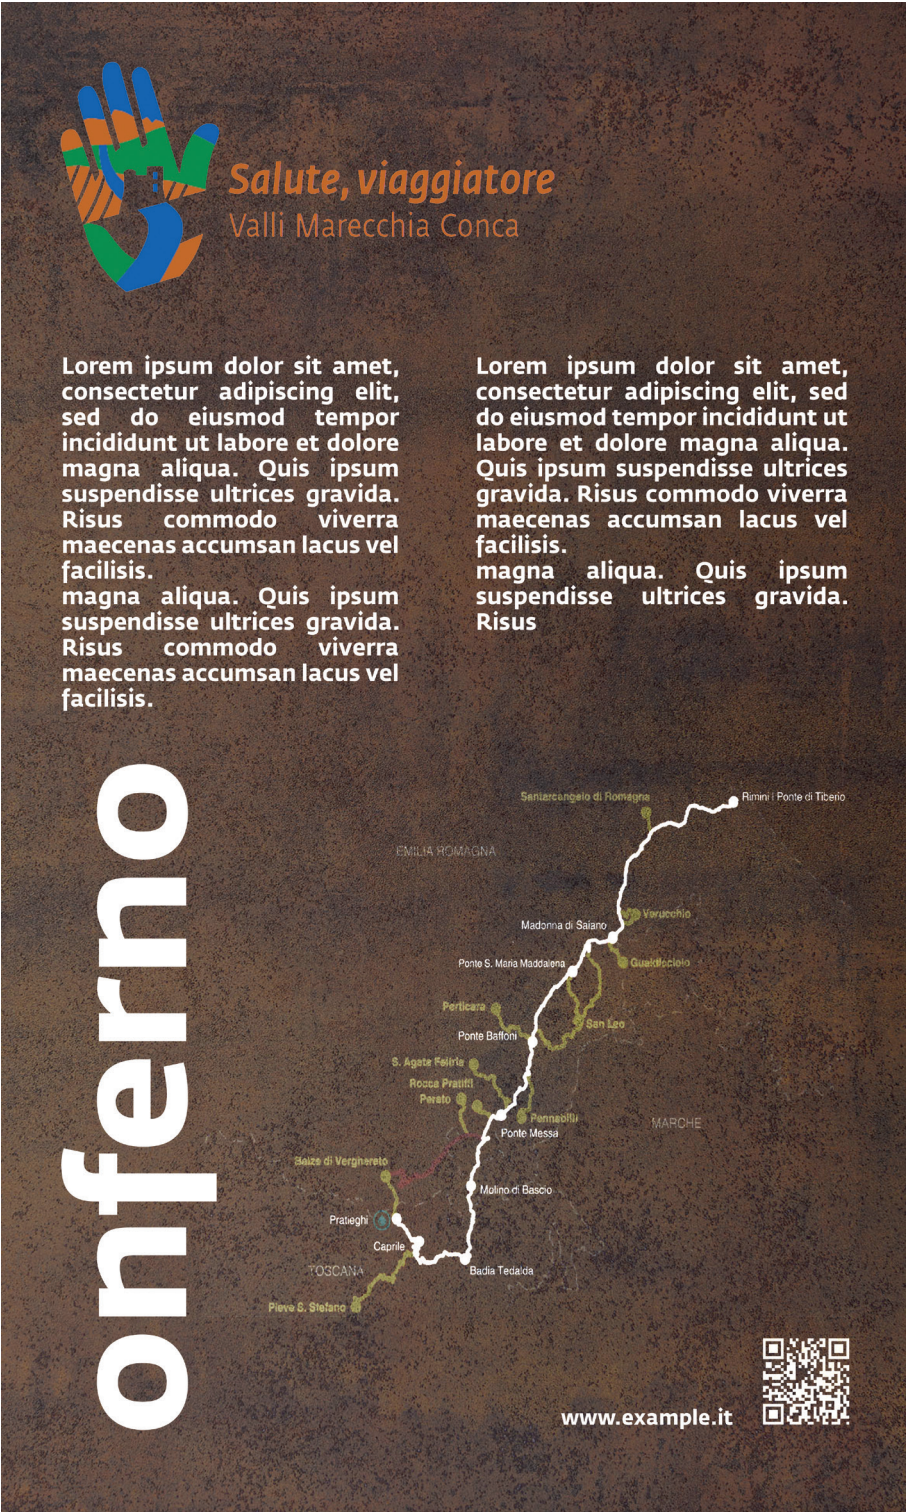 Salute, viaggiatore
Valli Marecchia Conca
Lorem ipsum dolor sit amet,
consectetur adipiscing elit,
sed do eiusmod tempor
incididunt ut labore et dolore
magna aliqua. Quis ipsum
suspendisse ultrices gravida.
Risus commodo viverra
maecenas accumsan lacus vel
facilisis.
magna aliqua. Quis ipsum
suspendisse ultrices gravida.
Risus commodo viverra
maecenas accumsan lacus vel
facilisis.
Lorem ipsum dolor sit amet,
consectetur adipiscing elit, sed
do eiusmod tempor incididunt ut
labore et dolore magna aliqua.
Quis ipsum suspendisse ultrices
gravida. Risus commodo viverra
maecenas accumsan lacus vel
facilisis.
magna aliqua. Quis ipsum
suspendisse ultrices gravida.
Risus
onferno
Santarcangelo di Romagna
Rimini | Ponte di Tiberio
EMILIA ROMAGNA
Verucchio
Madonna di Saiano
Ponte S. Maria Maddalena
Gualdicciolo
Perticara
San Leo
Ponte Baffoni
S. Agata Feltria
Rocca Pratiffi
Perato
Pennabilli
MARCHE
Ponte Messa
Balze di Verghereto
Molino di Bascio
Pratieghi
Caprile
TOSCANA
Badia Tedalda
Pieve S. Stefano
www.example.it